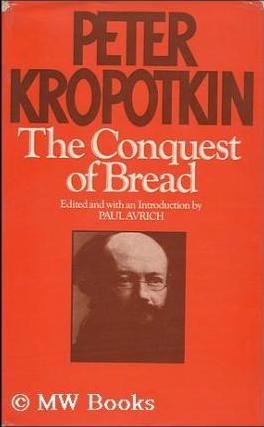 PETER
KROPOTKIN
The Conquest
of Bread
Edited and with an Introduction by
PAUL AVRICH
© MW Books